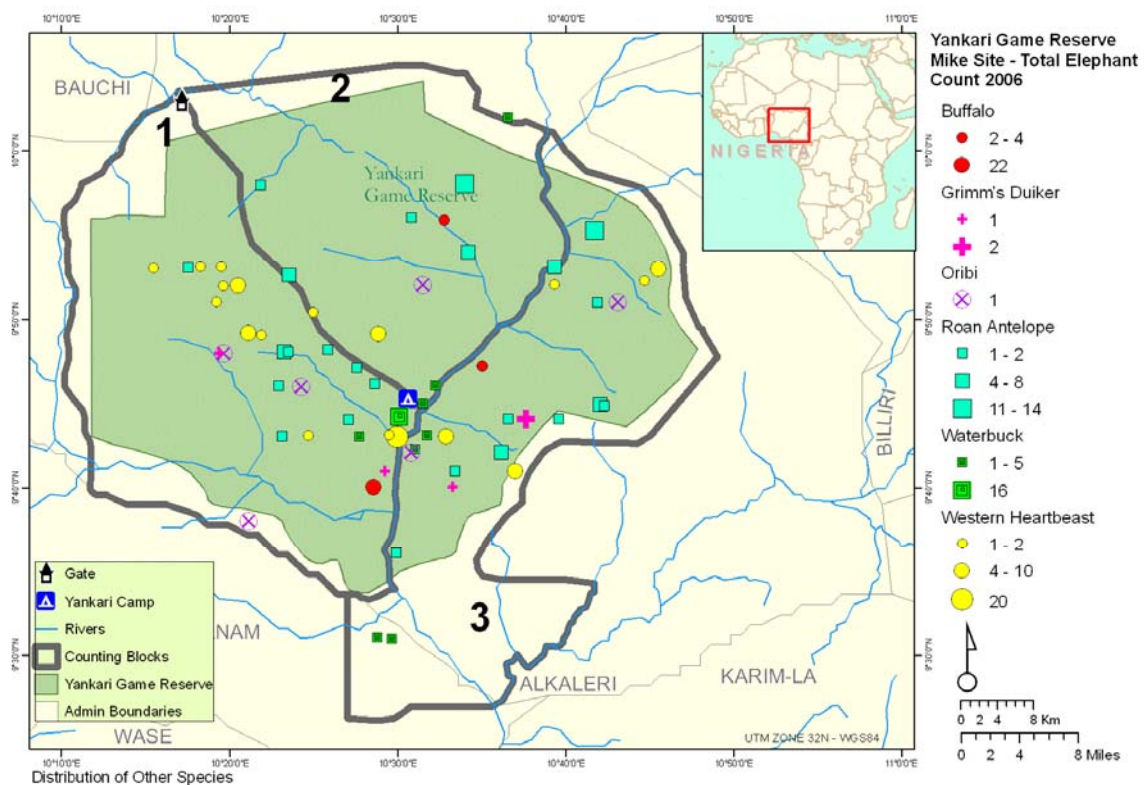 10°10'0"E 10°20'0"E 10°30'0"E 10°40'0"E 10°50'0"E 11°0'0"E
BAUCHI
2
1
10°0'0"N
10°0'0"N
Yankari
Game Reserve
NIGERIA
BILLIRI
3
NAM
ALKALERI
KARIM-LA
WASE
Gate
Yankari Camp
Rivers
Counting Blocks
Yankari Game Reserve
Admin Boundaries
UTM ZONE 32N - WGS84
10°10'0"E 10°20'0"E 10°30'0"E 10°40'0"E 10°50'0"E 11°0'0"E
Distribution of Other Species
Yankari Game Reserve
Mike Site - Total Elephant
Count 2006
Buffalo
2 - 4
22
Grimm's Duiker
1
2
Oribi
1
Roan Antelope
1 - 2
4 - 8
11 - 14
Waterbuck
1 - 5
16
Western Heartbeast
1 - 2
4 - 10
20
0 2 4 8 Km
0 2 4 8 Miles